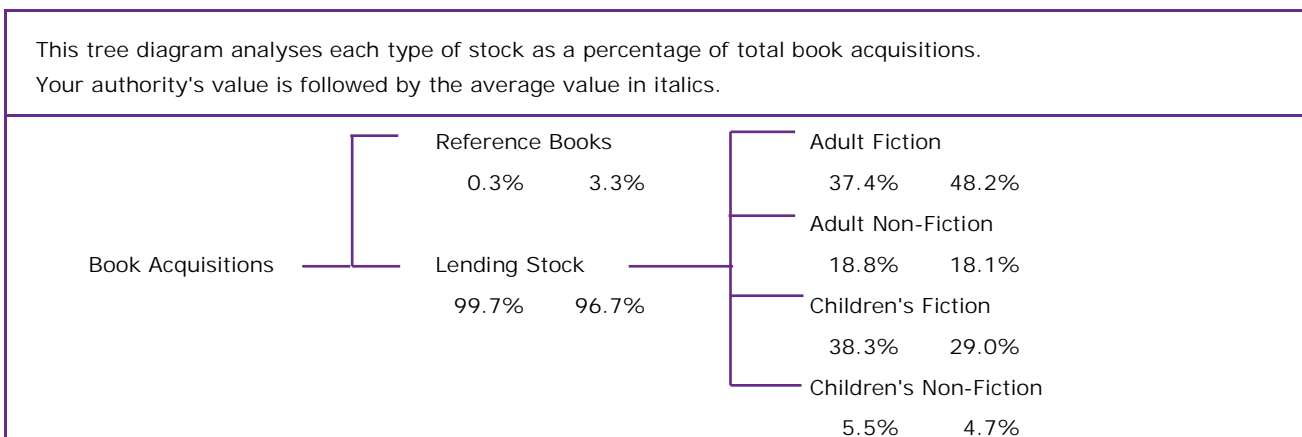 This tree diagram analyses each type of stock as a percentage of total book acquisitions.
Your authority's value is followed by the average value in italics.
Reference Books
0.3% 3.3%
Book Acquisitions
Lending Stock
99.7% 96.7%
Adult Fiction
37.4% 48.2%
Adult Non-Fiction
18.8% 18.1%
Children's Fiction
38.3% 29.0%
Children's Non-Fiction
5.5% 4.7%